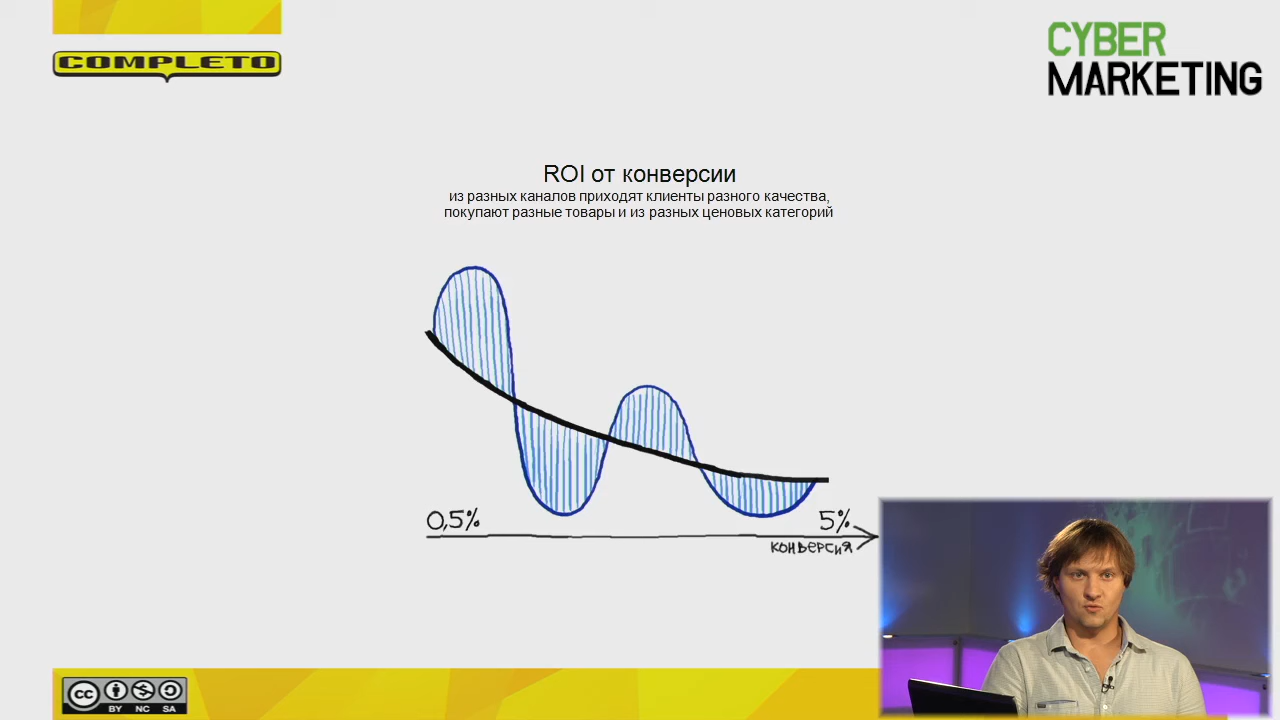 COMPLETO
CYBER
MARKETING
ROI от конверсии
из разных каналов приходят клиенты разного качества,
покупают разные товары и из разных ценовых категорий
0,5%
5%
конверсия
cc
BY NC SA